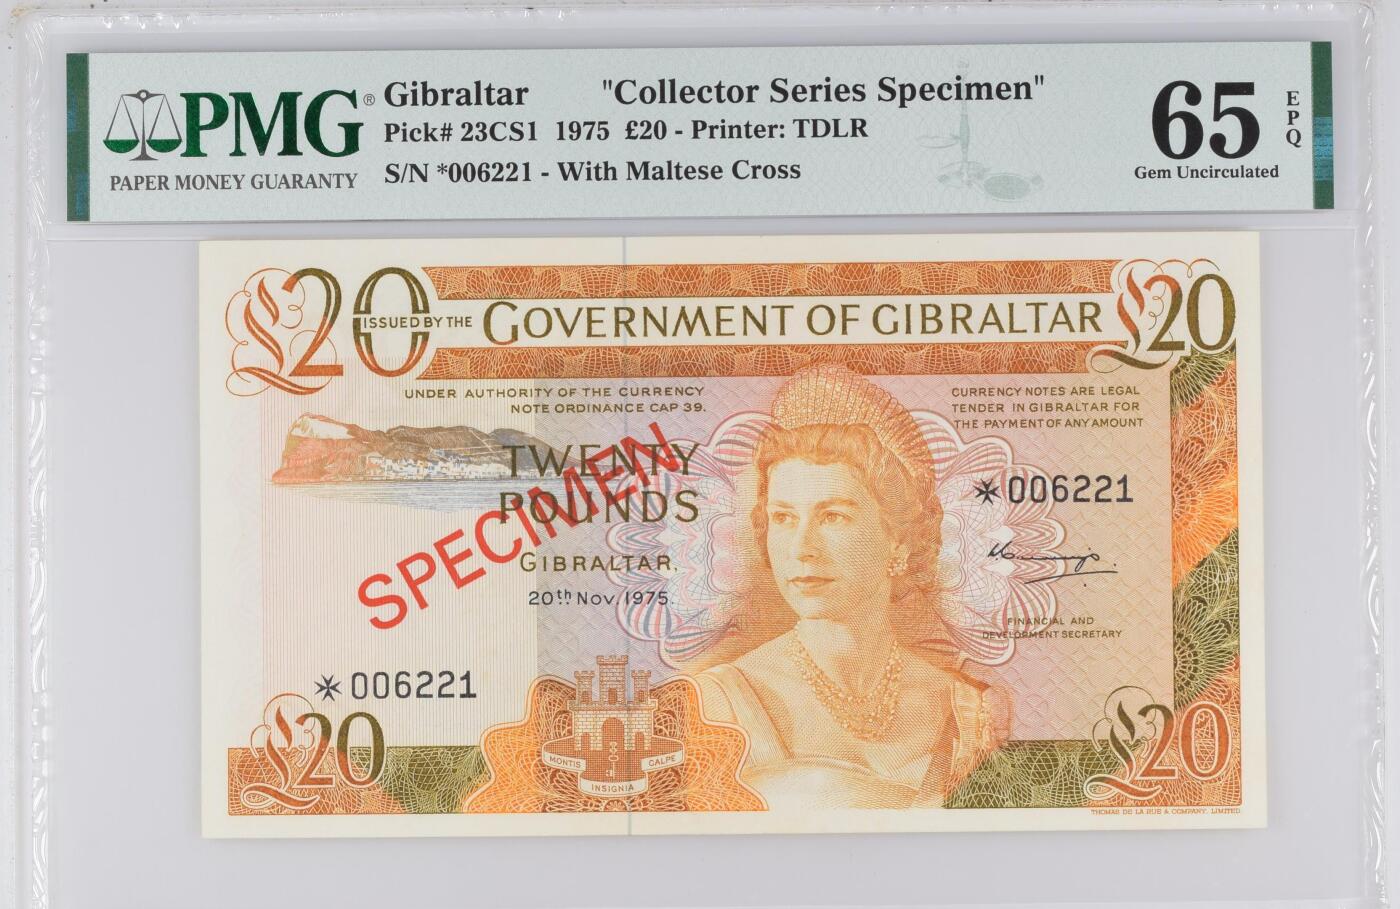 PMG®
PAPER MONEY GUARANTY
Gibraltar "Collector Series Specimen"
Pick# 23CS1 1975 £20 - Printer: TDLR
S/N *006221 - With Maltese Cross
65
EPQ
Gem Uncirculated
£20
ISSUED BY THE GOVERNMENT OF GIBRALTAR
£20
UNDER AUTHORITY OF THE CURRENCY
NOTE ORDINANCE CAP 39.
CURRENCY NOTES ARE LEGAL
TENDER IN GIBRALTAR FOR
THE PAYMENT OF ANY AMOUNT
TWENTY
POUNDS
SPECIMEN
GIBRALTAR,
20th Nov. 1975.
✠006221
FINANCIAL AND
DEVELOPMENT SECRETARY
✠006221
£20
MONTIS
INSIGNIA
CALPE
£20
THOMAS DE LA RUE & COMPANY, LIMITED.